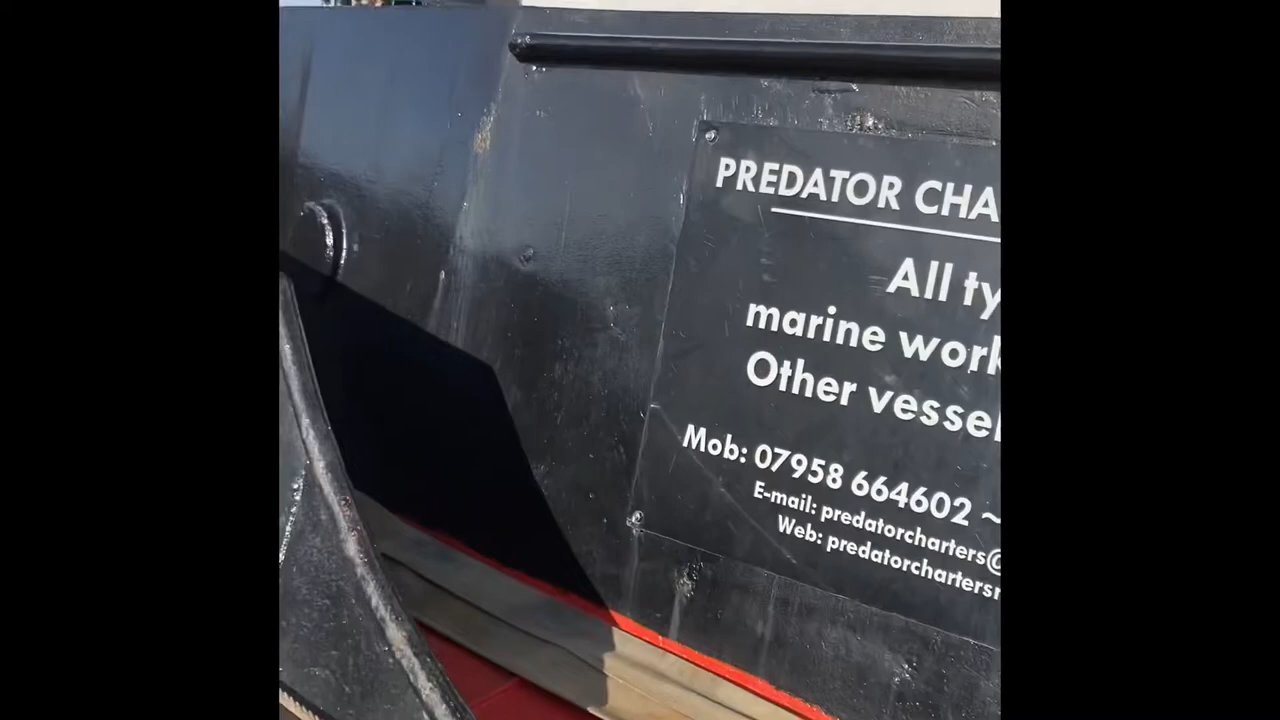 PREDATOR CHA
All ty
marine work
Other vessel
Mob: 07958 664602 ~
E-mail: predatorcharters@
Web: predatorcharters